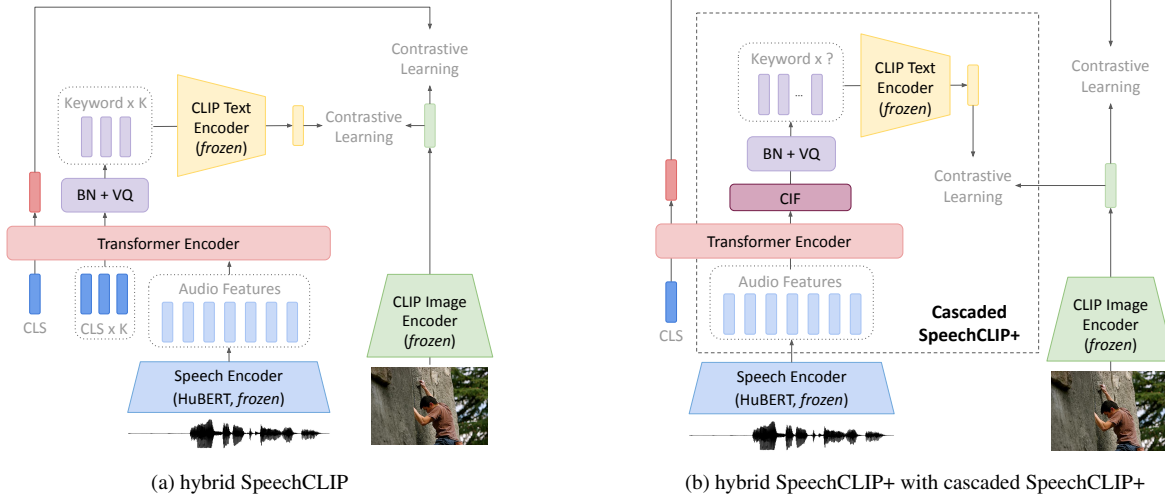 Contrastive
Learning
Keyword x K
CLIP Text
Encoder
(frozen)
Contrastive
Learning
BN + VQ
Transformer Encoder
Audio Features
CLS
CLS x K
CLIP Image
Encoder
(frozen)
Speech Encoder
(HuBERT, frozen)
(a) hybrid SpeechCLIP
Keyword x ?
...
CLIP Text
Encoder
(frozen)
Contrastive
Learning
BN + VQ
Contrastive
Learning
CIF
Transformer Encoder
Audio Features
CLS
Cascaded
SpeechCLIP+
CLIP Image
Encoder
(frozen)
Speech Encoder
(HuBERT, frozen)
(b) hybrid SpeechCLIP+ with cascaded SpeechCLIP+